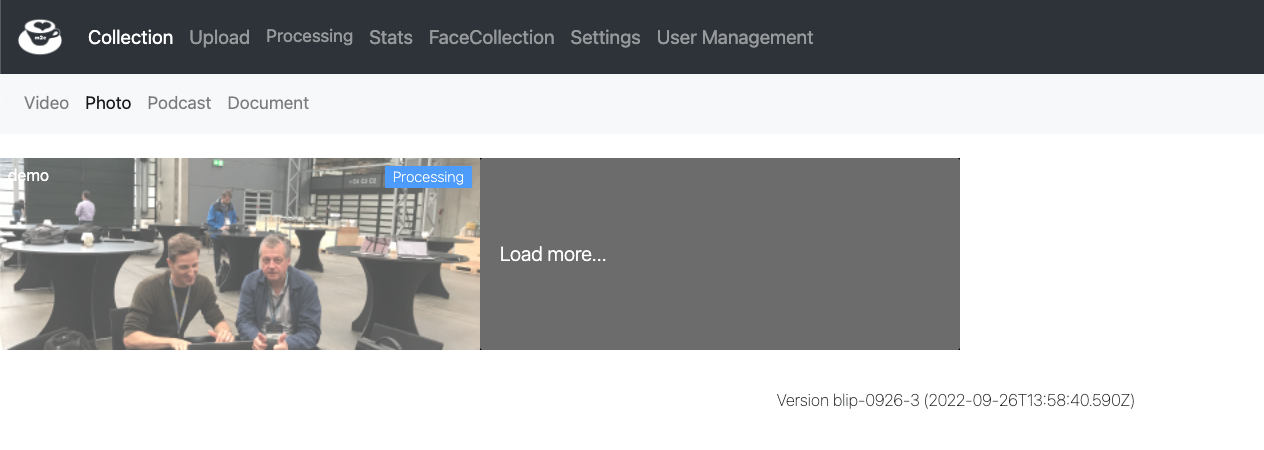 m2c
Collection Upload Processing Stats FaceCollection Settings User Management
Video Photo Podcast Document
demo Processing
Load more...
Version blip-0926-3 (2022-09-26T13:58:40.590Z)